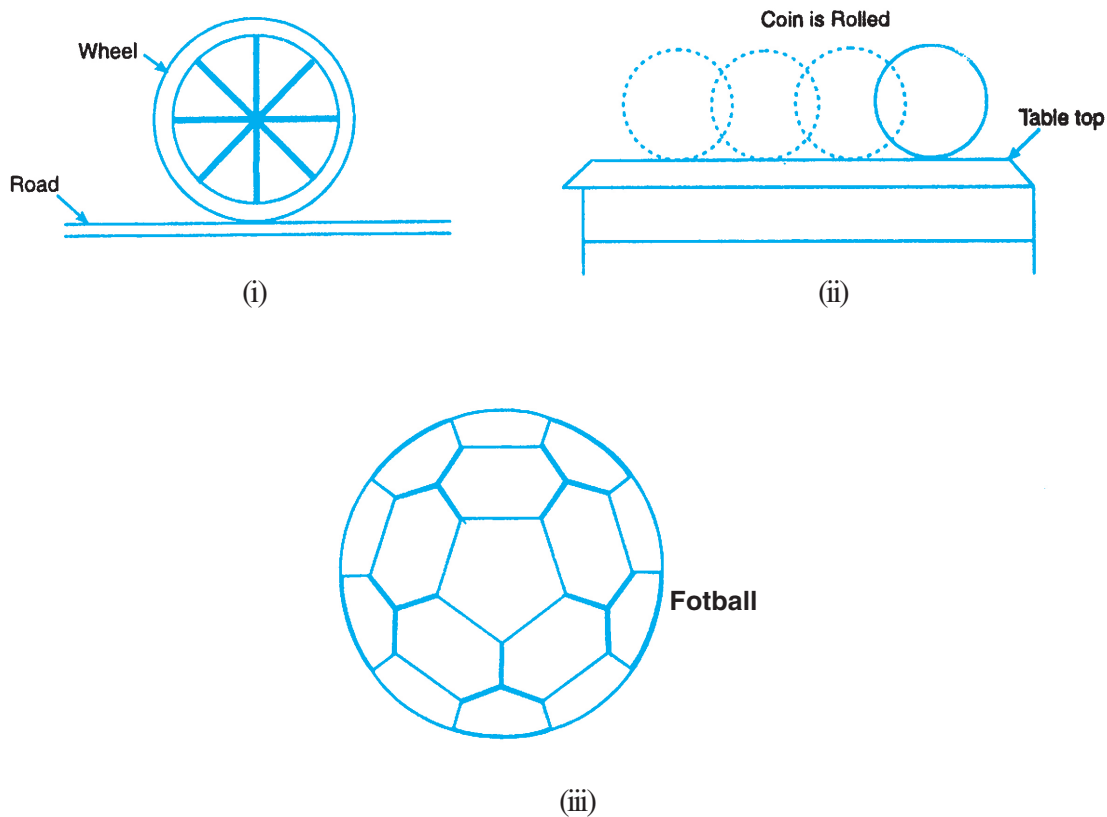 Wheel
Road
(i)
Coin is Rolled
Table top
(ii)
Fotball
(iii)